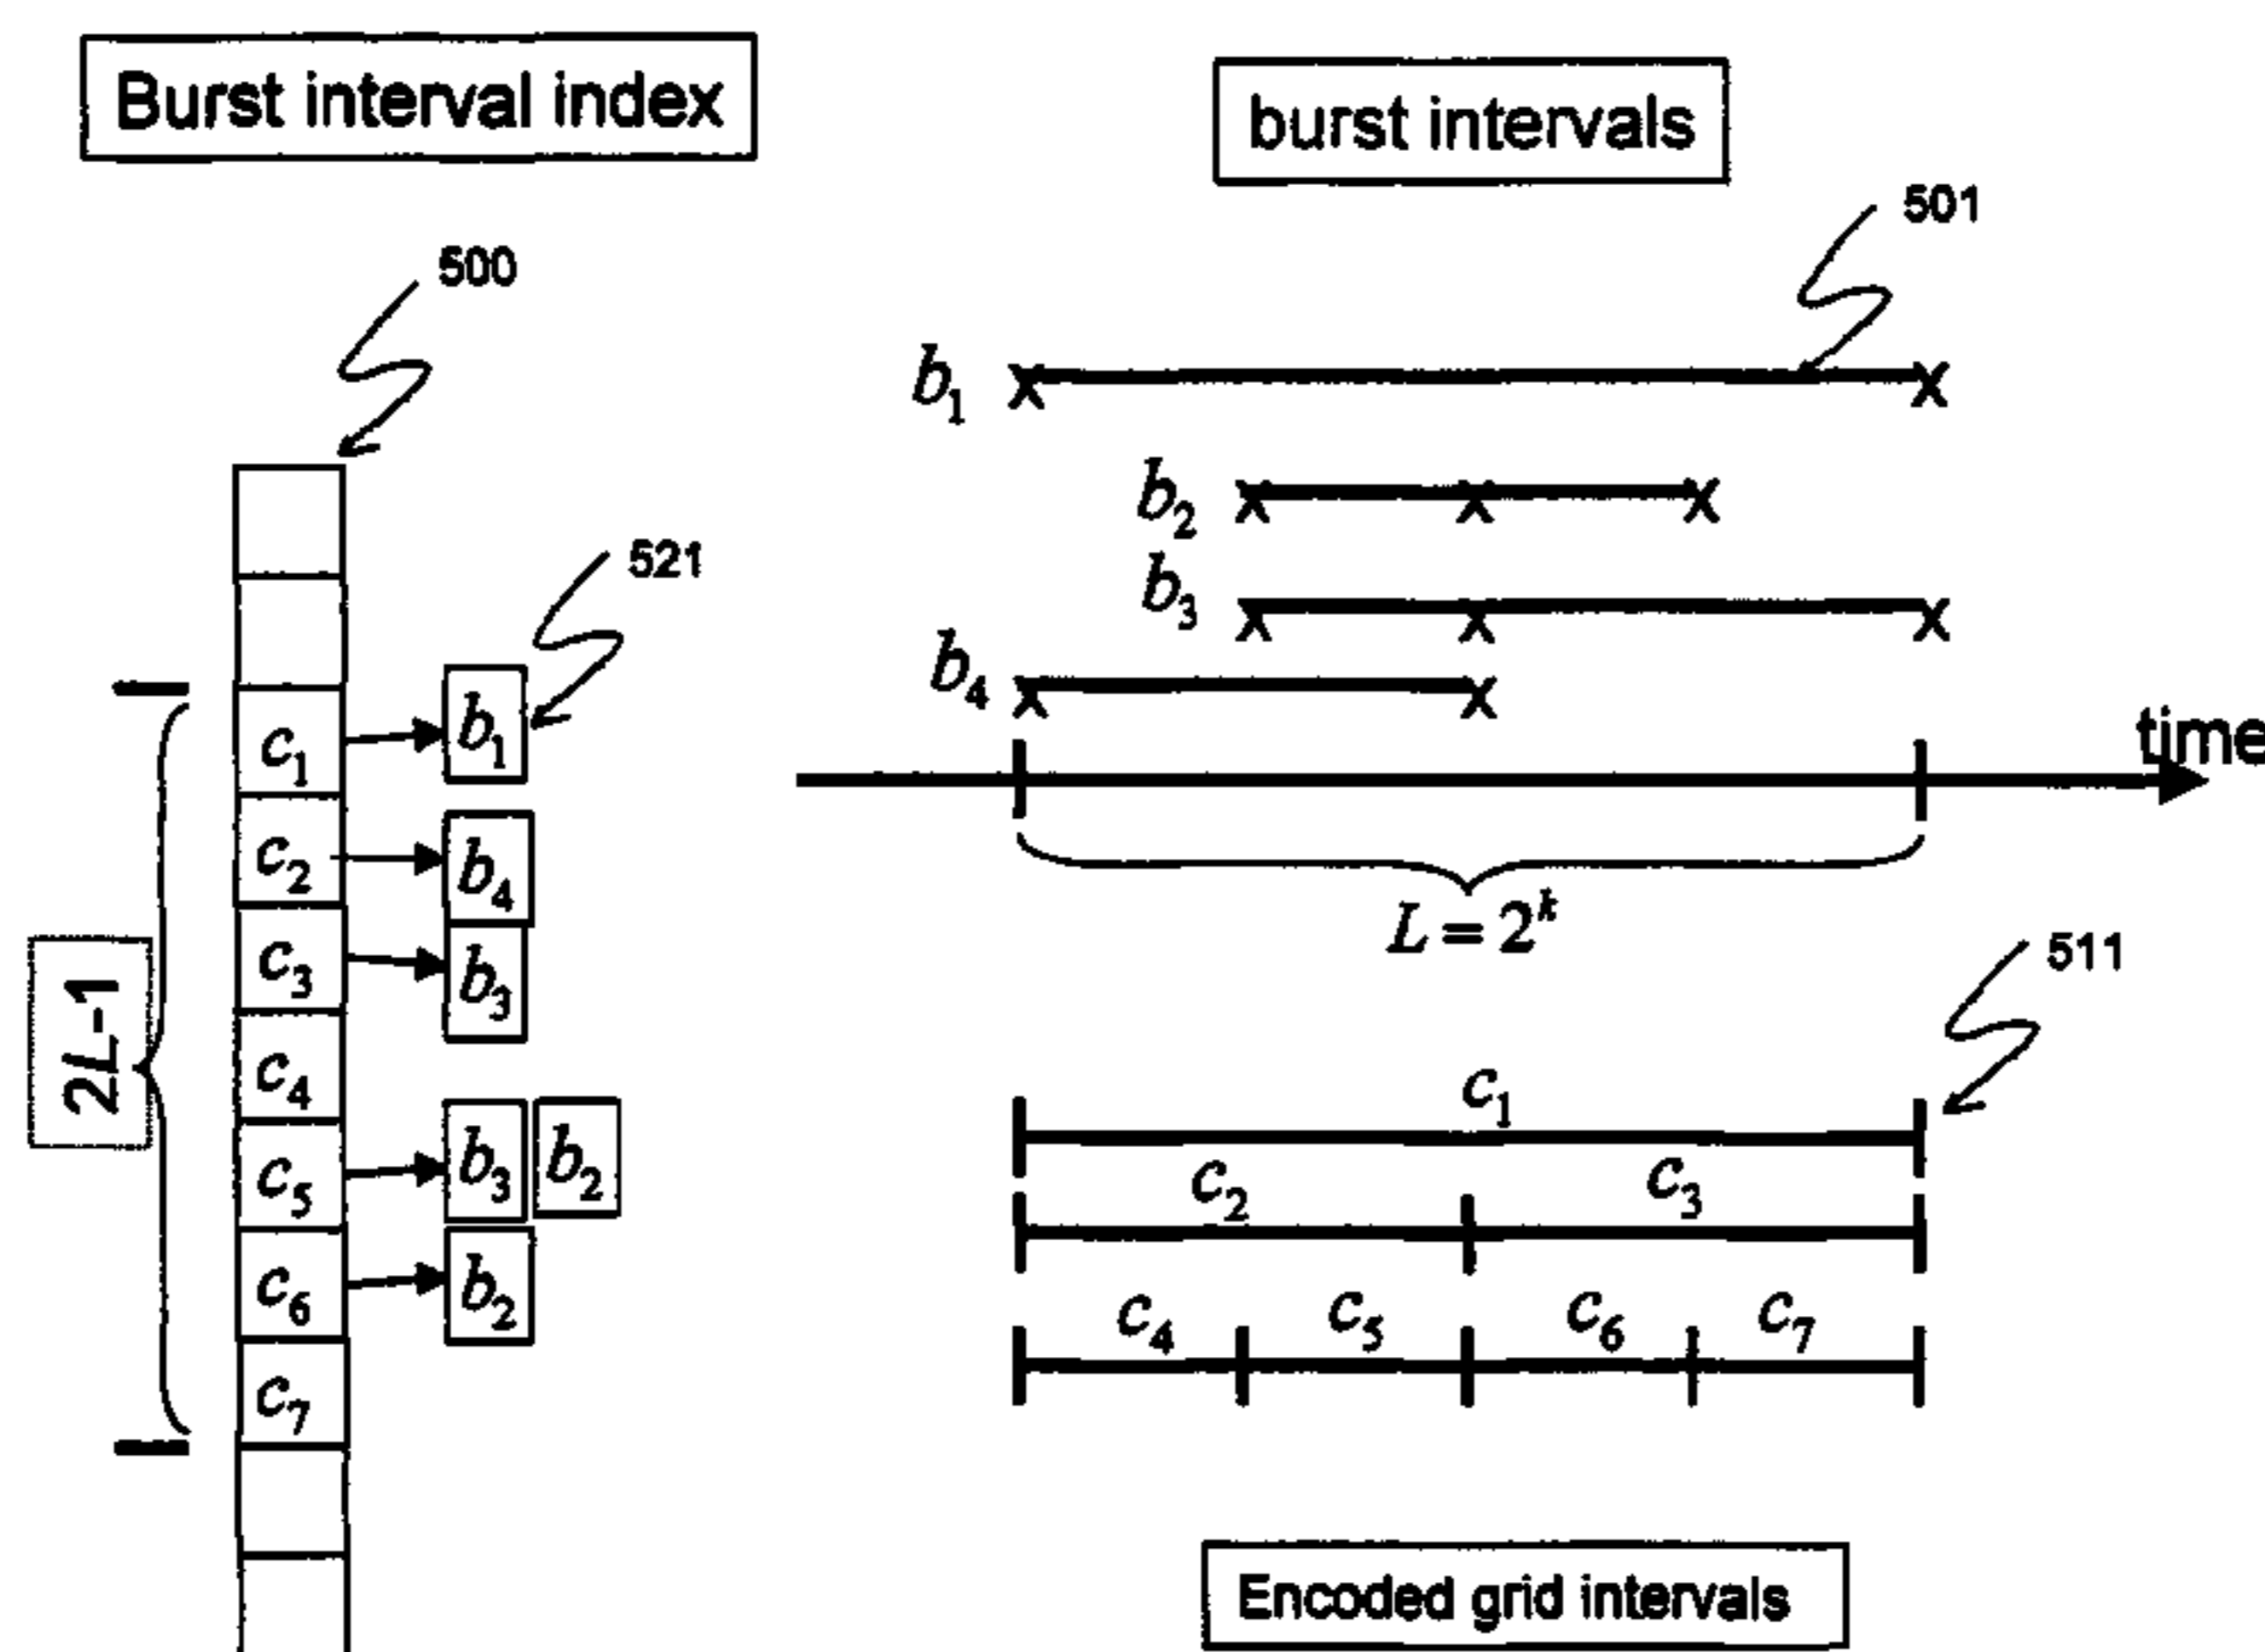 Burst interval index
burst intervals
501
500
b1
b2
521
b3
b4
b1
c1
time
c2
b4
L = 2^k
c3
b3
511
2L-1
c4
c1
c5
b3 b2
c2 c3
c6
b2
c4 c5 c6 c7
c7
Encoded grid intervals